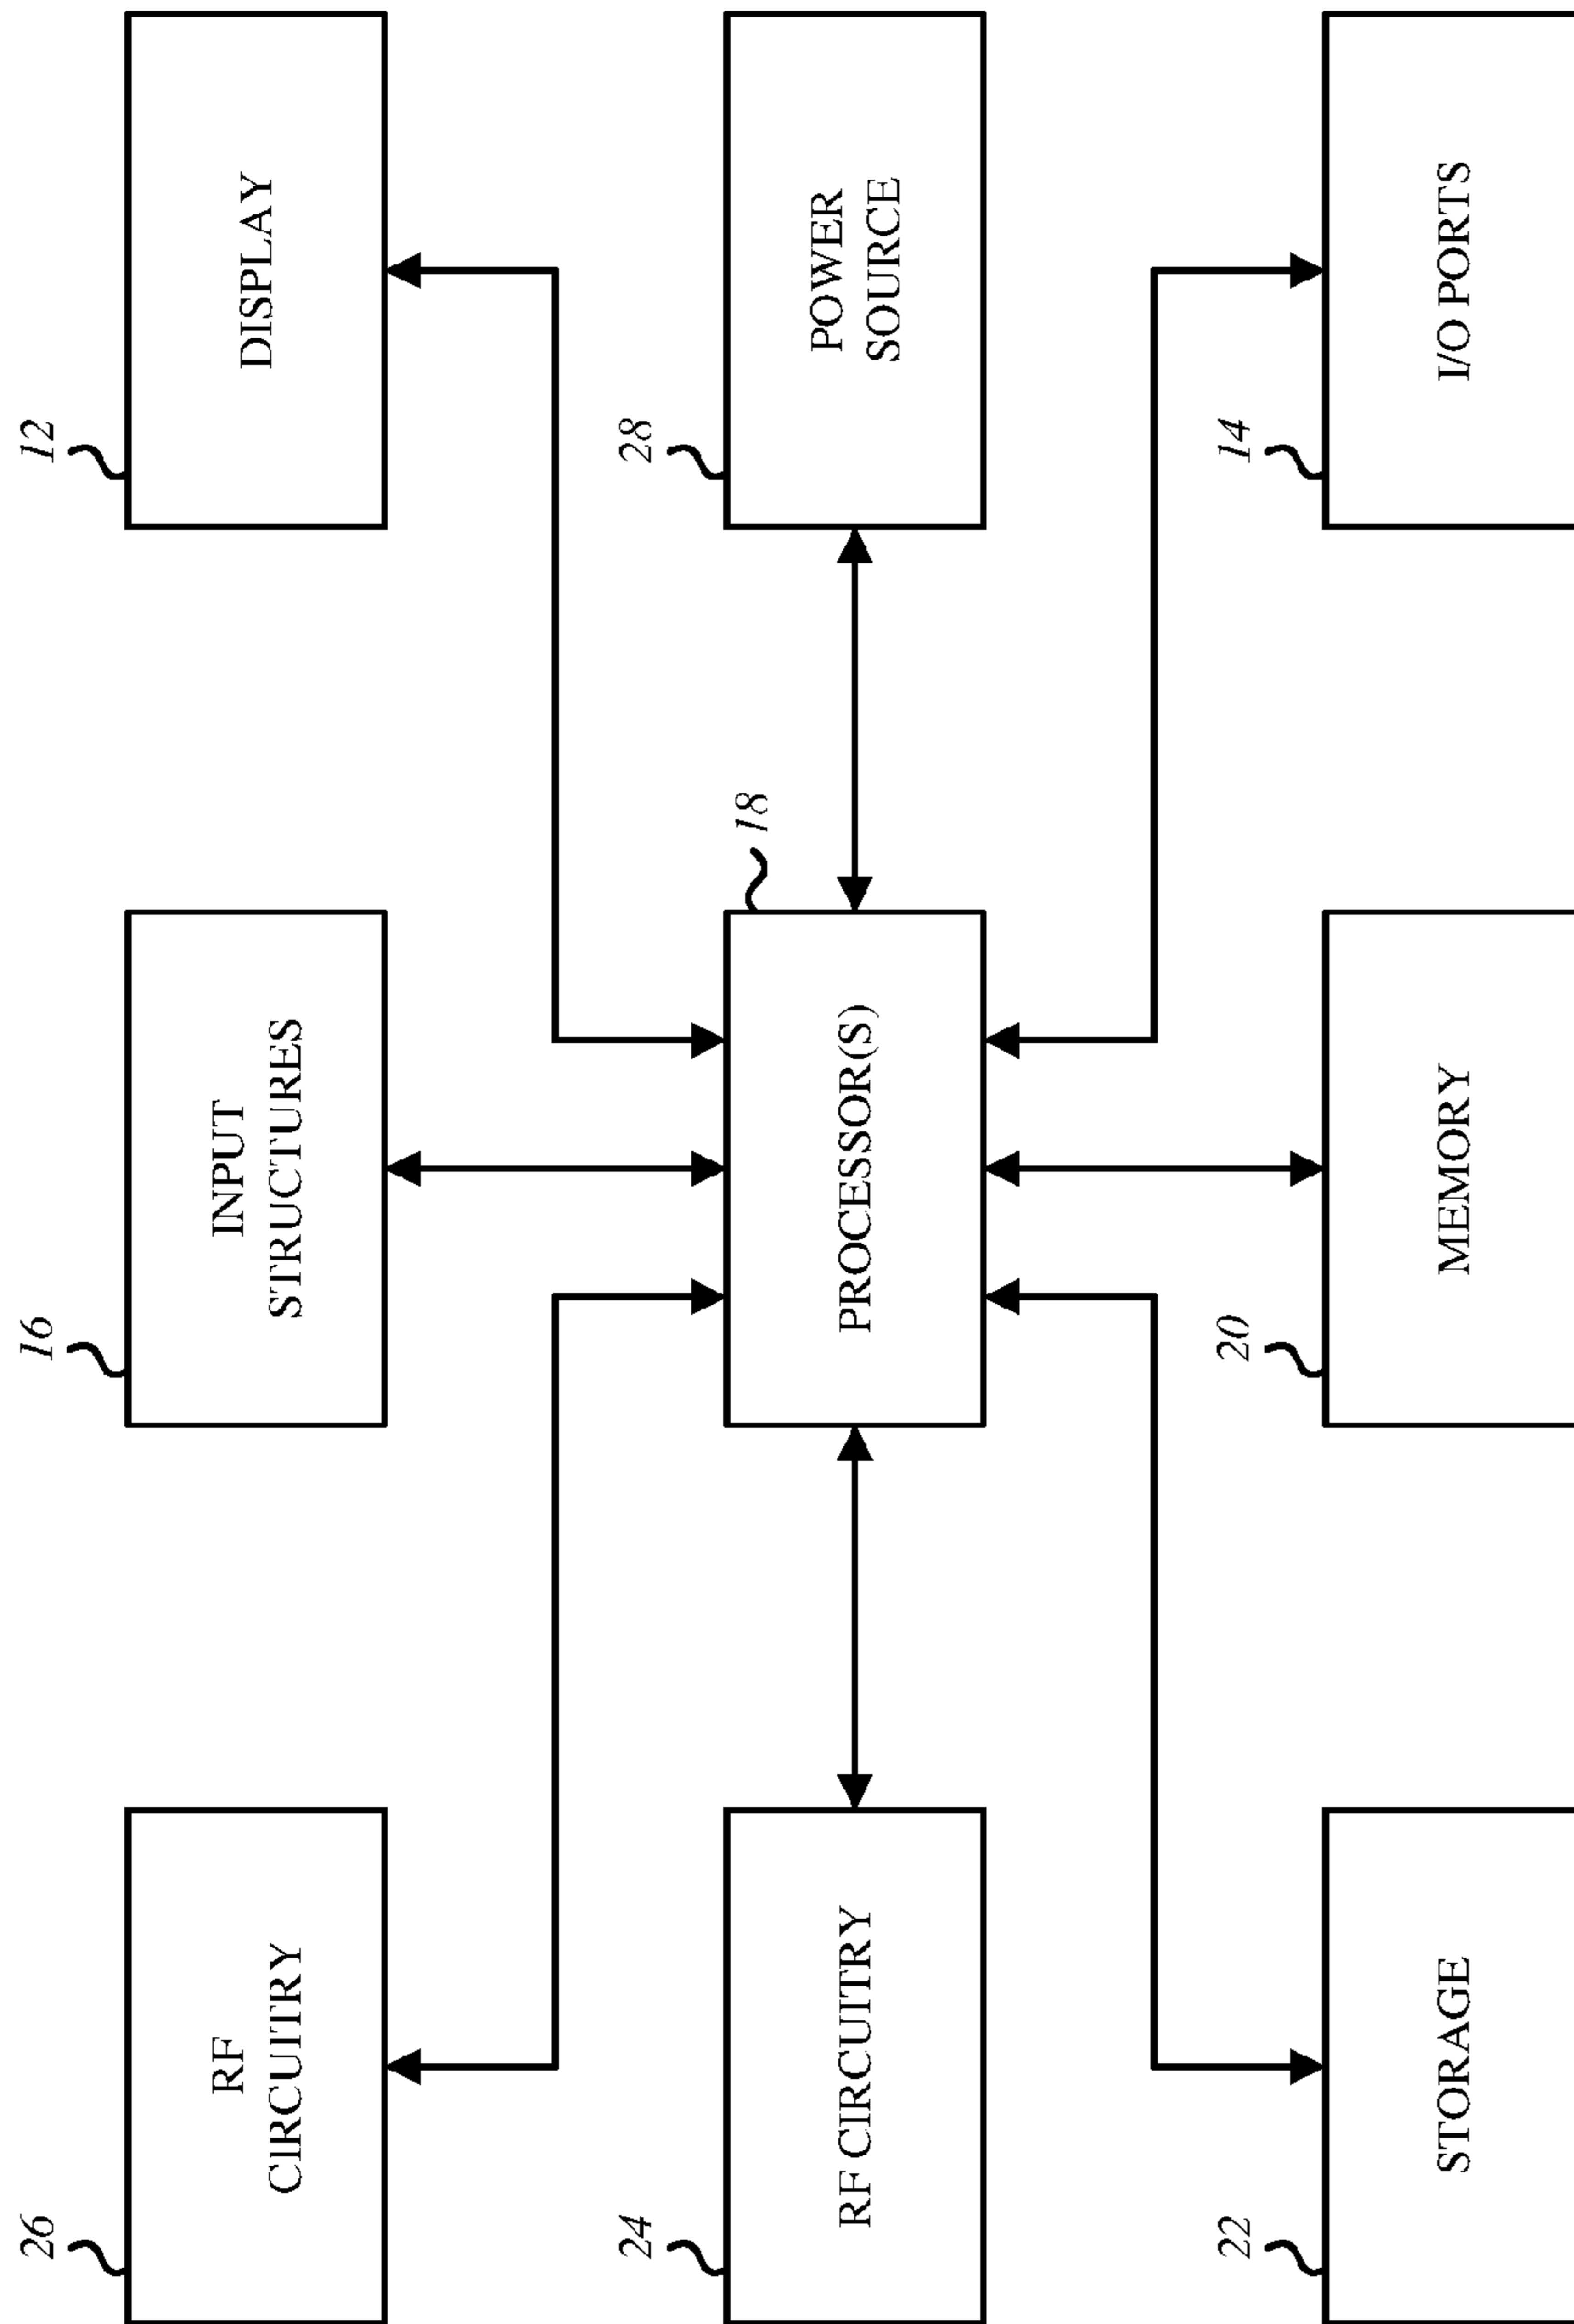 26
RF
CIRCUITRY
16
INPUT
STRUCTURES
12
DISPLAY
24
RF CIRCUITRY
18
PROCESSOR(S)
28
POWER
SOURCE
22
STORAGE
20
MEMORY
14
I/O PORTS